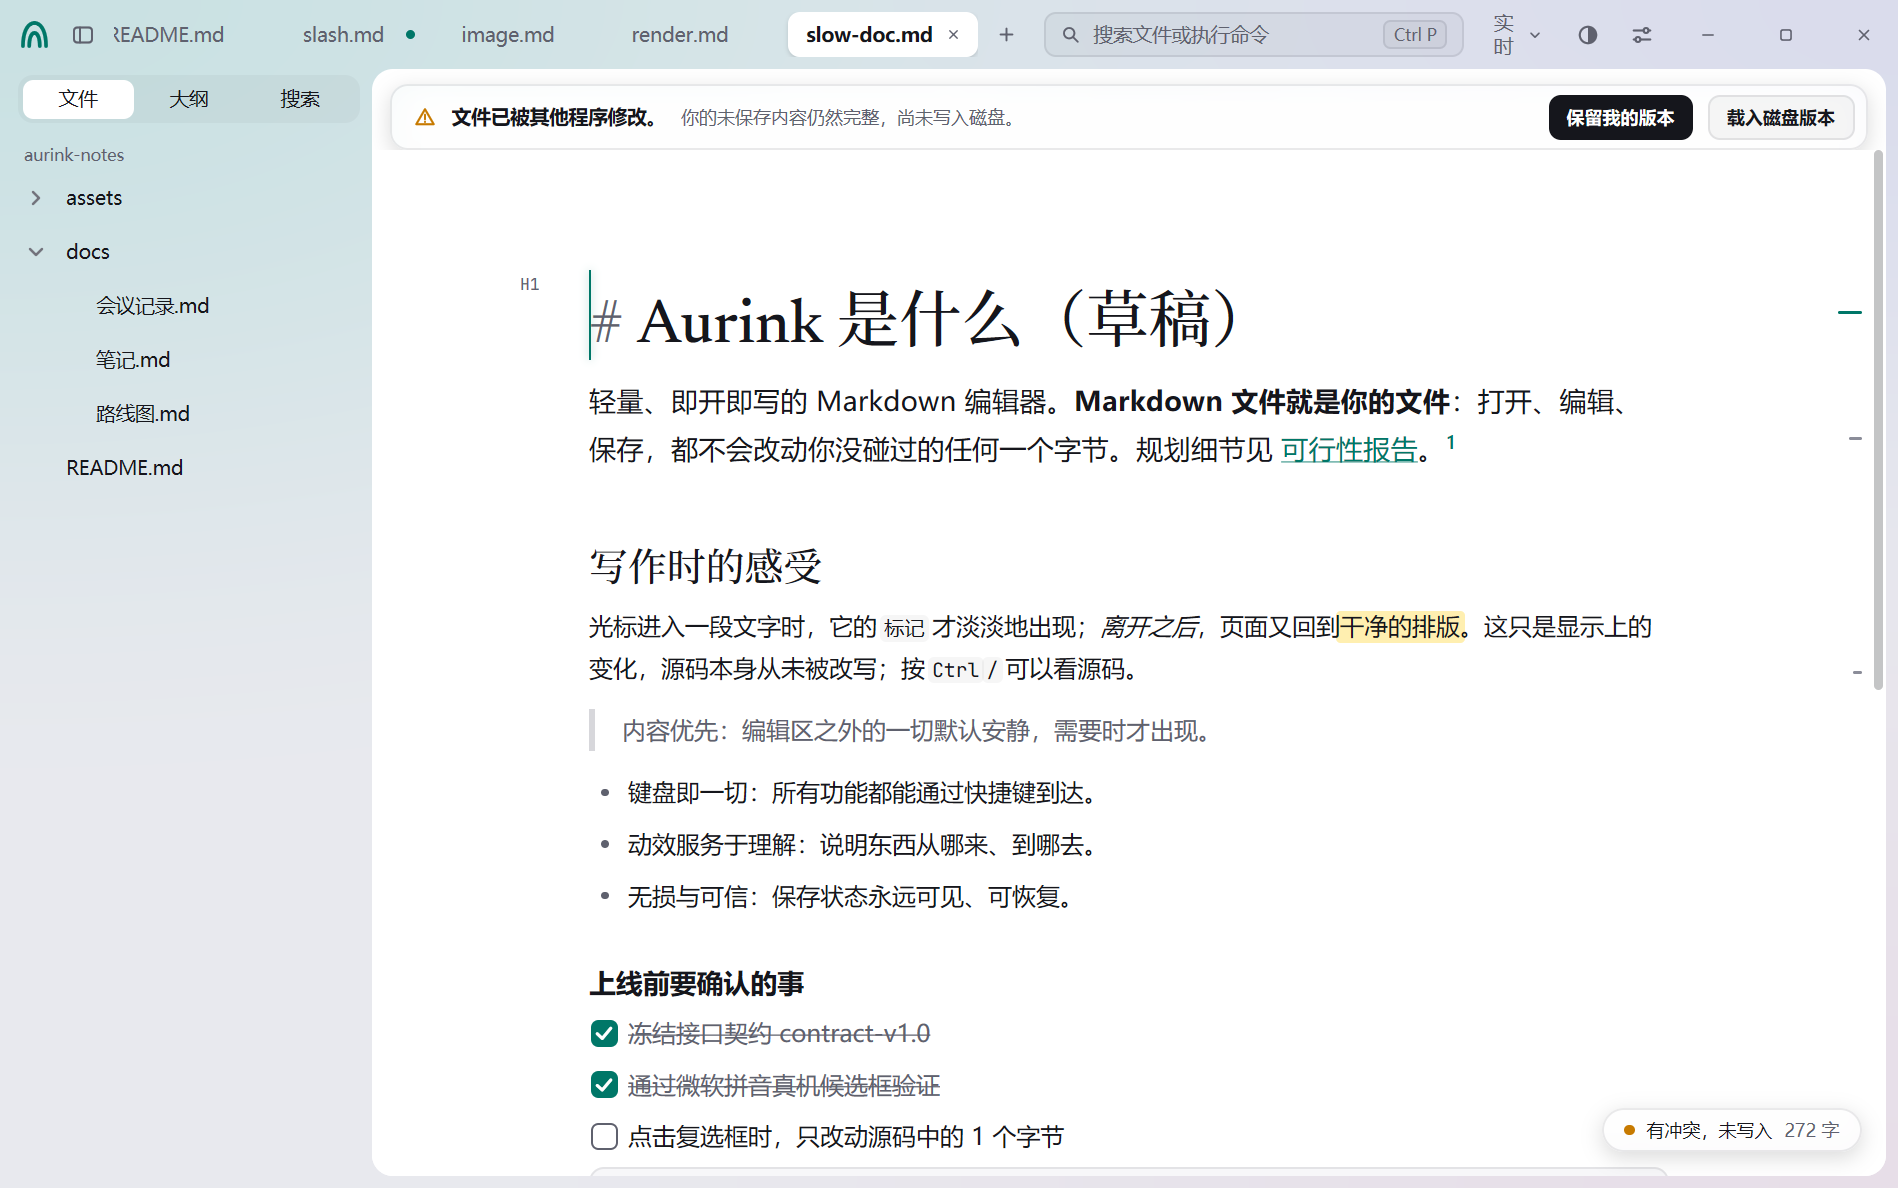 README.md
slash.md
image.md
render.md
slow-doc.md
搜索文件或执行命令
Ctrl P
实时
文件
大纲
搜索
aurink-notes
assets
docs
会议记录.md
笔记.md
路线图.md
README.md
文件已被其他程序修改。
你的未保存内容仍然完整，尚未写入磁盘。
保留我的版本
载入磁盘版本
H1
# Aurink 是什么（草稿）
轻量、即开即写的 Markdown 编辑器。Markdown 文件就是你的文件：打开、编辑、
保存，都不会改动你没碰过的任何一个字节。规划细节见 可行性报告。1
写作时的感受
光标进入一段文字时，它的 标记 才淡淡地出现；离开之后，页面又回到干净的排版。这只是显示上的
变化，源码本身从未被改写；按 Ctrl / 可以看源码。
内容优先：编辑区之外的一切默认安静，需要时才出现。
• 键盘即一切：所有功能都能通过快捷键到达。
• 动效服务于理解：说明东西从哪来、到哪去。
• 无损与可信：保存状态永远可见、可恢复。
上线前要确认的事
冻结接口契约 contract-v1.0
通过微软拼音真机候选框验证
点击复选框时，只改动源码中的 1 个字节
有冲突，未写入 272 字